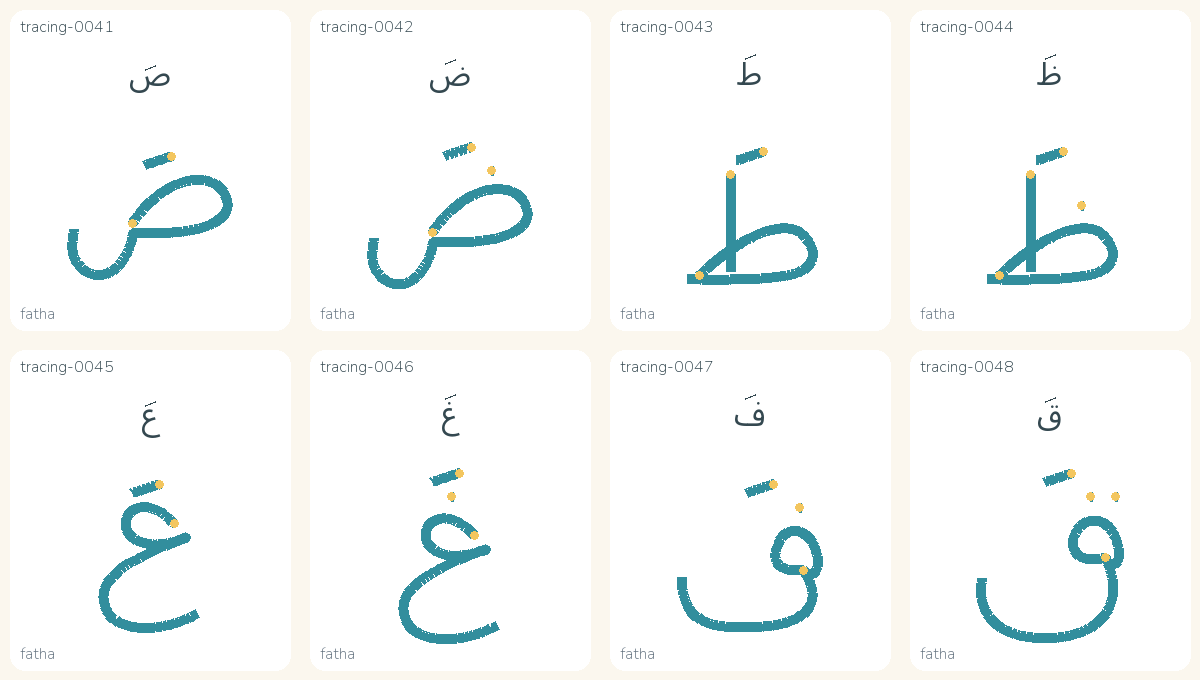 tracing-0041
صَ
صَ
fatha
tracing-0042
ضَ
ضَ
fatha
tracing-0043
طَ
طَ
fatha
tracing-0044
ظَ
ظَ
fatha
tracing-0045
عَ
عَ
fatha
tracing-0046
غَ
غَ
fatha
tracing-0047
فَ
فَ
fatha
tracing-0048
قَ
قَ
fatha